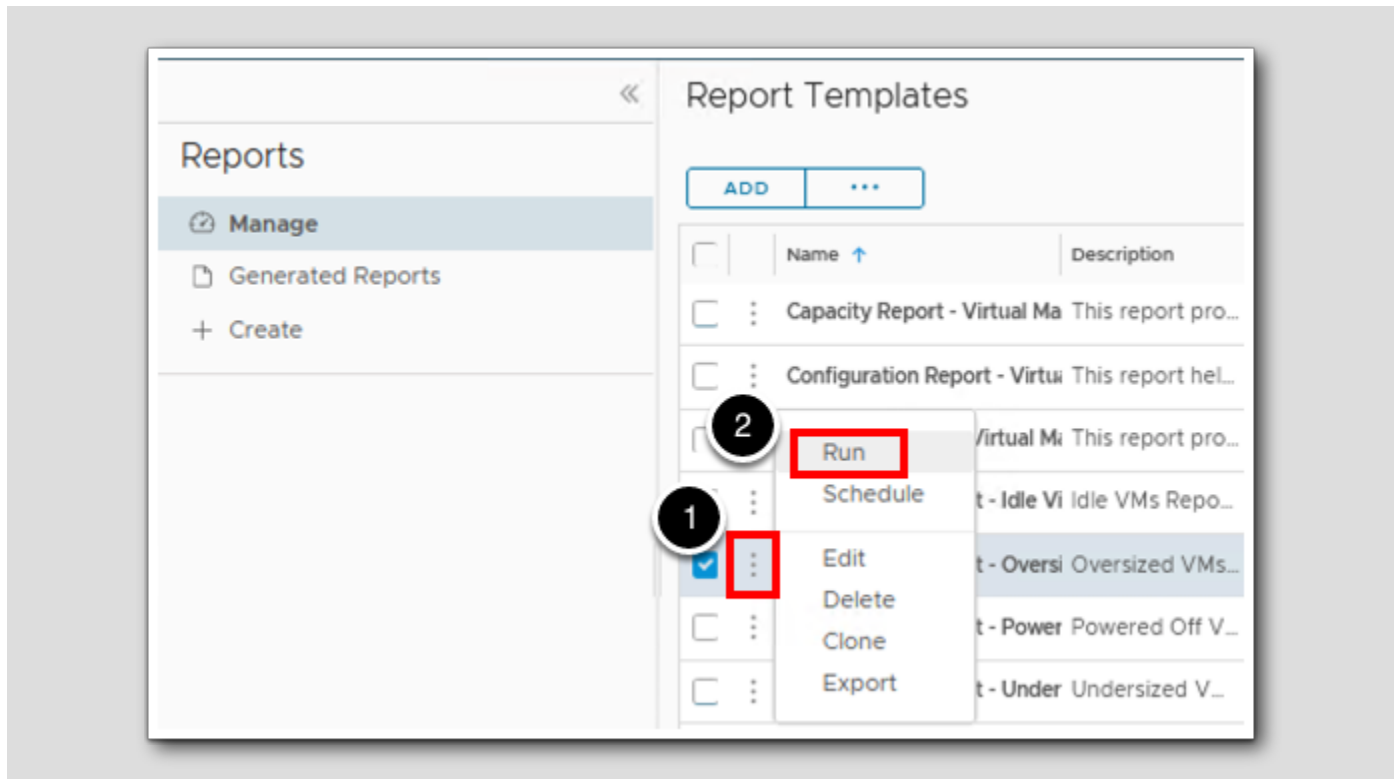 Report Templates
Reports
ADD ...
Manage
Name ↑ Description
Generated Reports
Capacity Report - Virtual Ma This report pro...
+ Create
Configuration Report - Virtu This report hel...
2
Run
Virtual Ma This report pro...
Schedule
t - Idle Vi Idle VMs Repo...
1
Edit
t - Oversi Oversized VMs...
Delete
Clone
t - Power Powered Off V...
Export
t - Under Undersized V...